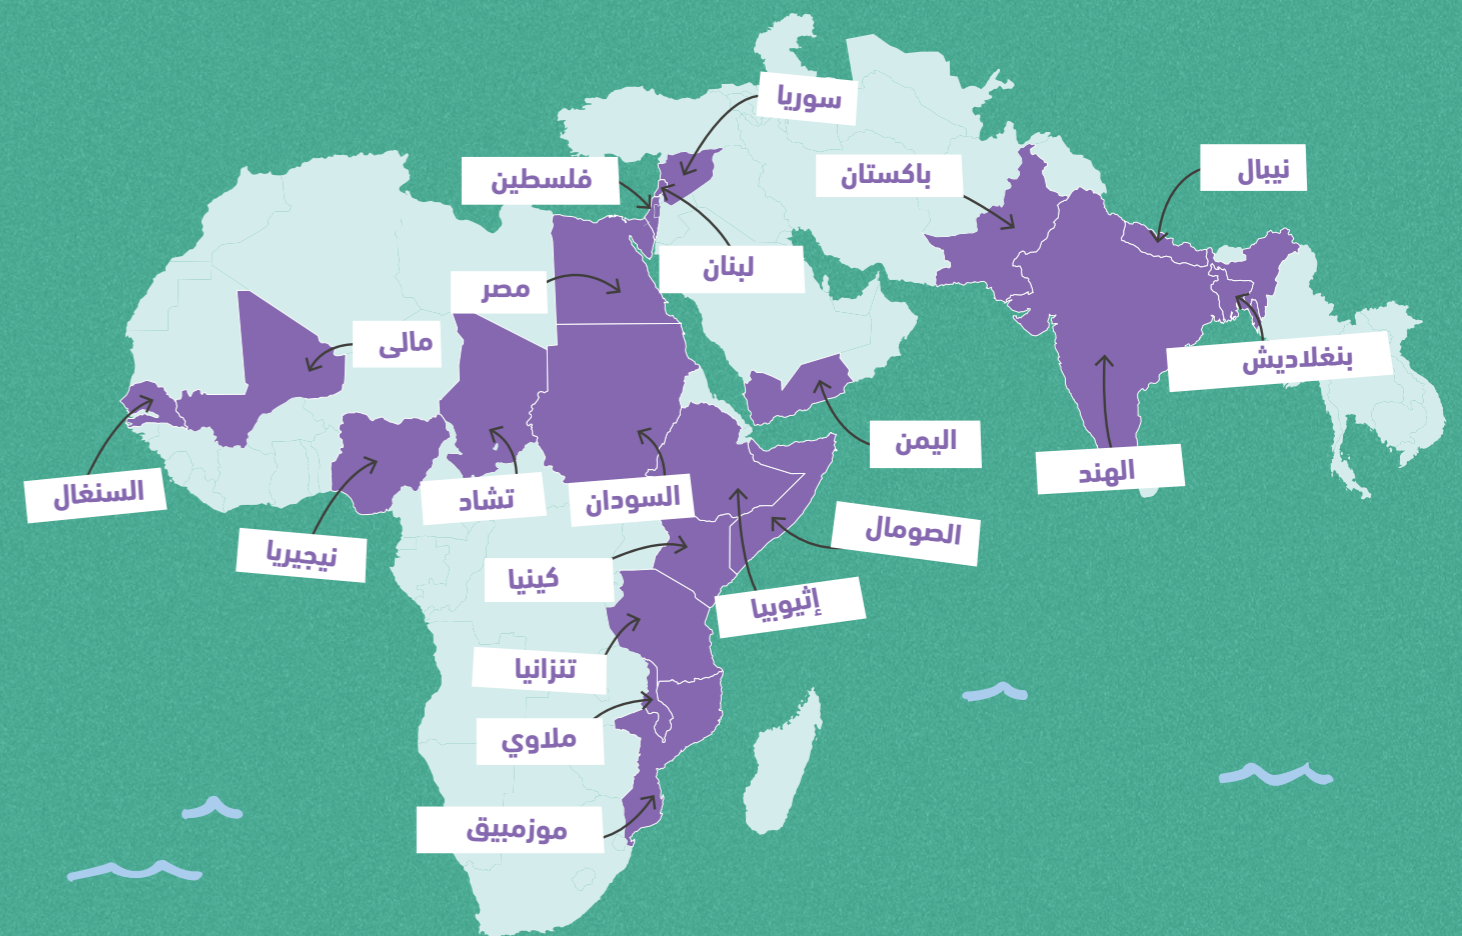 سوريا
نيبال
باكستان
فلسطين
لبنان
مصر
مالى
بنغلاديش
اليمن
الهند
السنغال
تشاد
السودان
الصومال
نيجيريا
كينيا
إثيوبيا
تنزانيا
ملاوي
موزمبيق